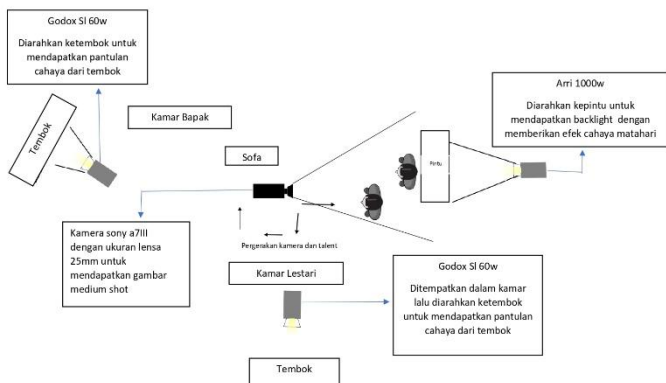 Godox Sl 60w
Diarahkan ketembok untuk
mendapatkan pantulan
cahaya dari tembok
Arri 1000w
Diarahkan kepintu untuk
mendapatkan backlight dengan
memberikan efek cahaya matahari
Kamar Bapak
Tembok
Sofa
Pintu
Kamera sony a7III
dengan ukuran lensa
25mm untuk
mendapatkan gambar
medium shot
Pergerakan kamera dan talent
Kamar Lestari
Godox Sl 60w
Ditempatkan dalam kamar
lalu diarahkan ketembok
untuk mendapatkan pantulan
cahaya dari tembok
Tembok